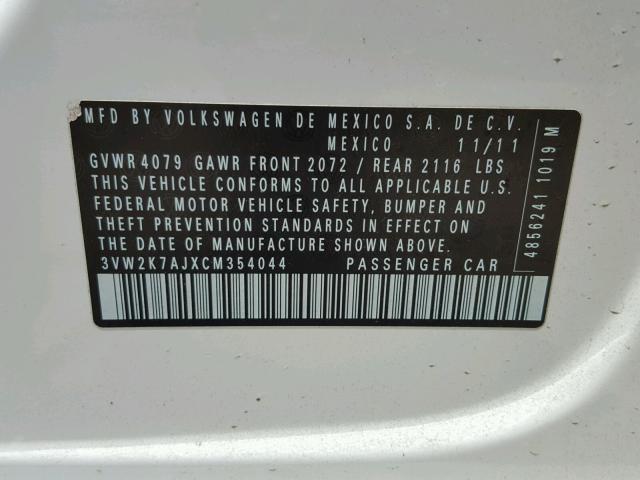 MFD BY VOLKSWAGEN DE MEXICO S.A. DE C.V.
MEXICO 11/11
GVWR 4079 GAWR FRONT 2072 / REAR 2116 LBS
THIS VEHICLE CONFORMS TO ALL APPLICABLE U.S.
FEDERAL MOTOR VEHICLE SAFETY, BUMPER AND
THEFT PREVENTION STANDARDS IN EFFECT ON
THE DATE OF MANUFACTURE SHOWN ABOVE.
3VW2K7AJXCM354044 PASSENGER CAR
4856241 1019 M